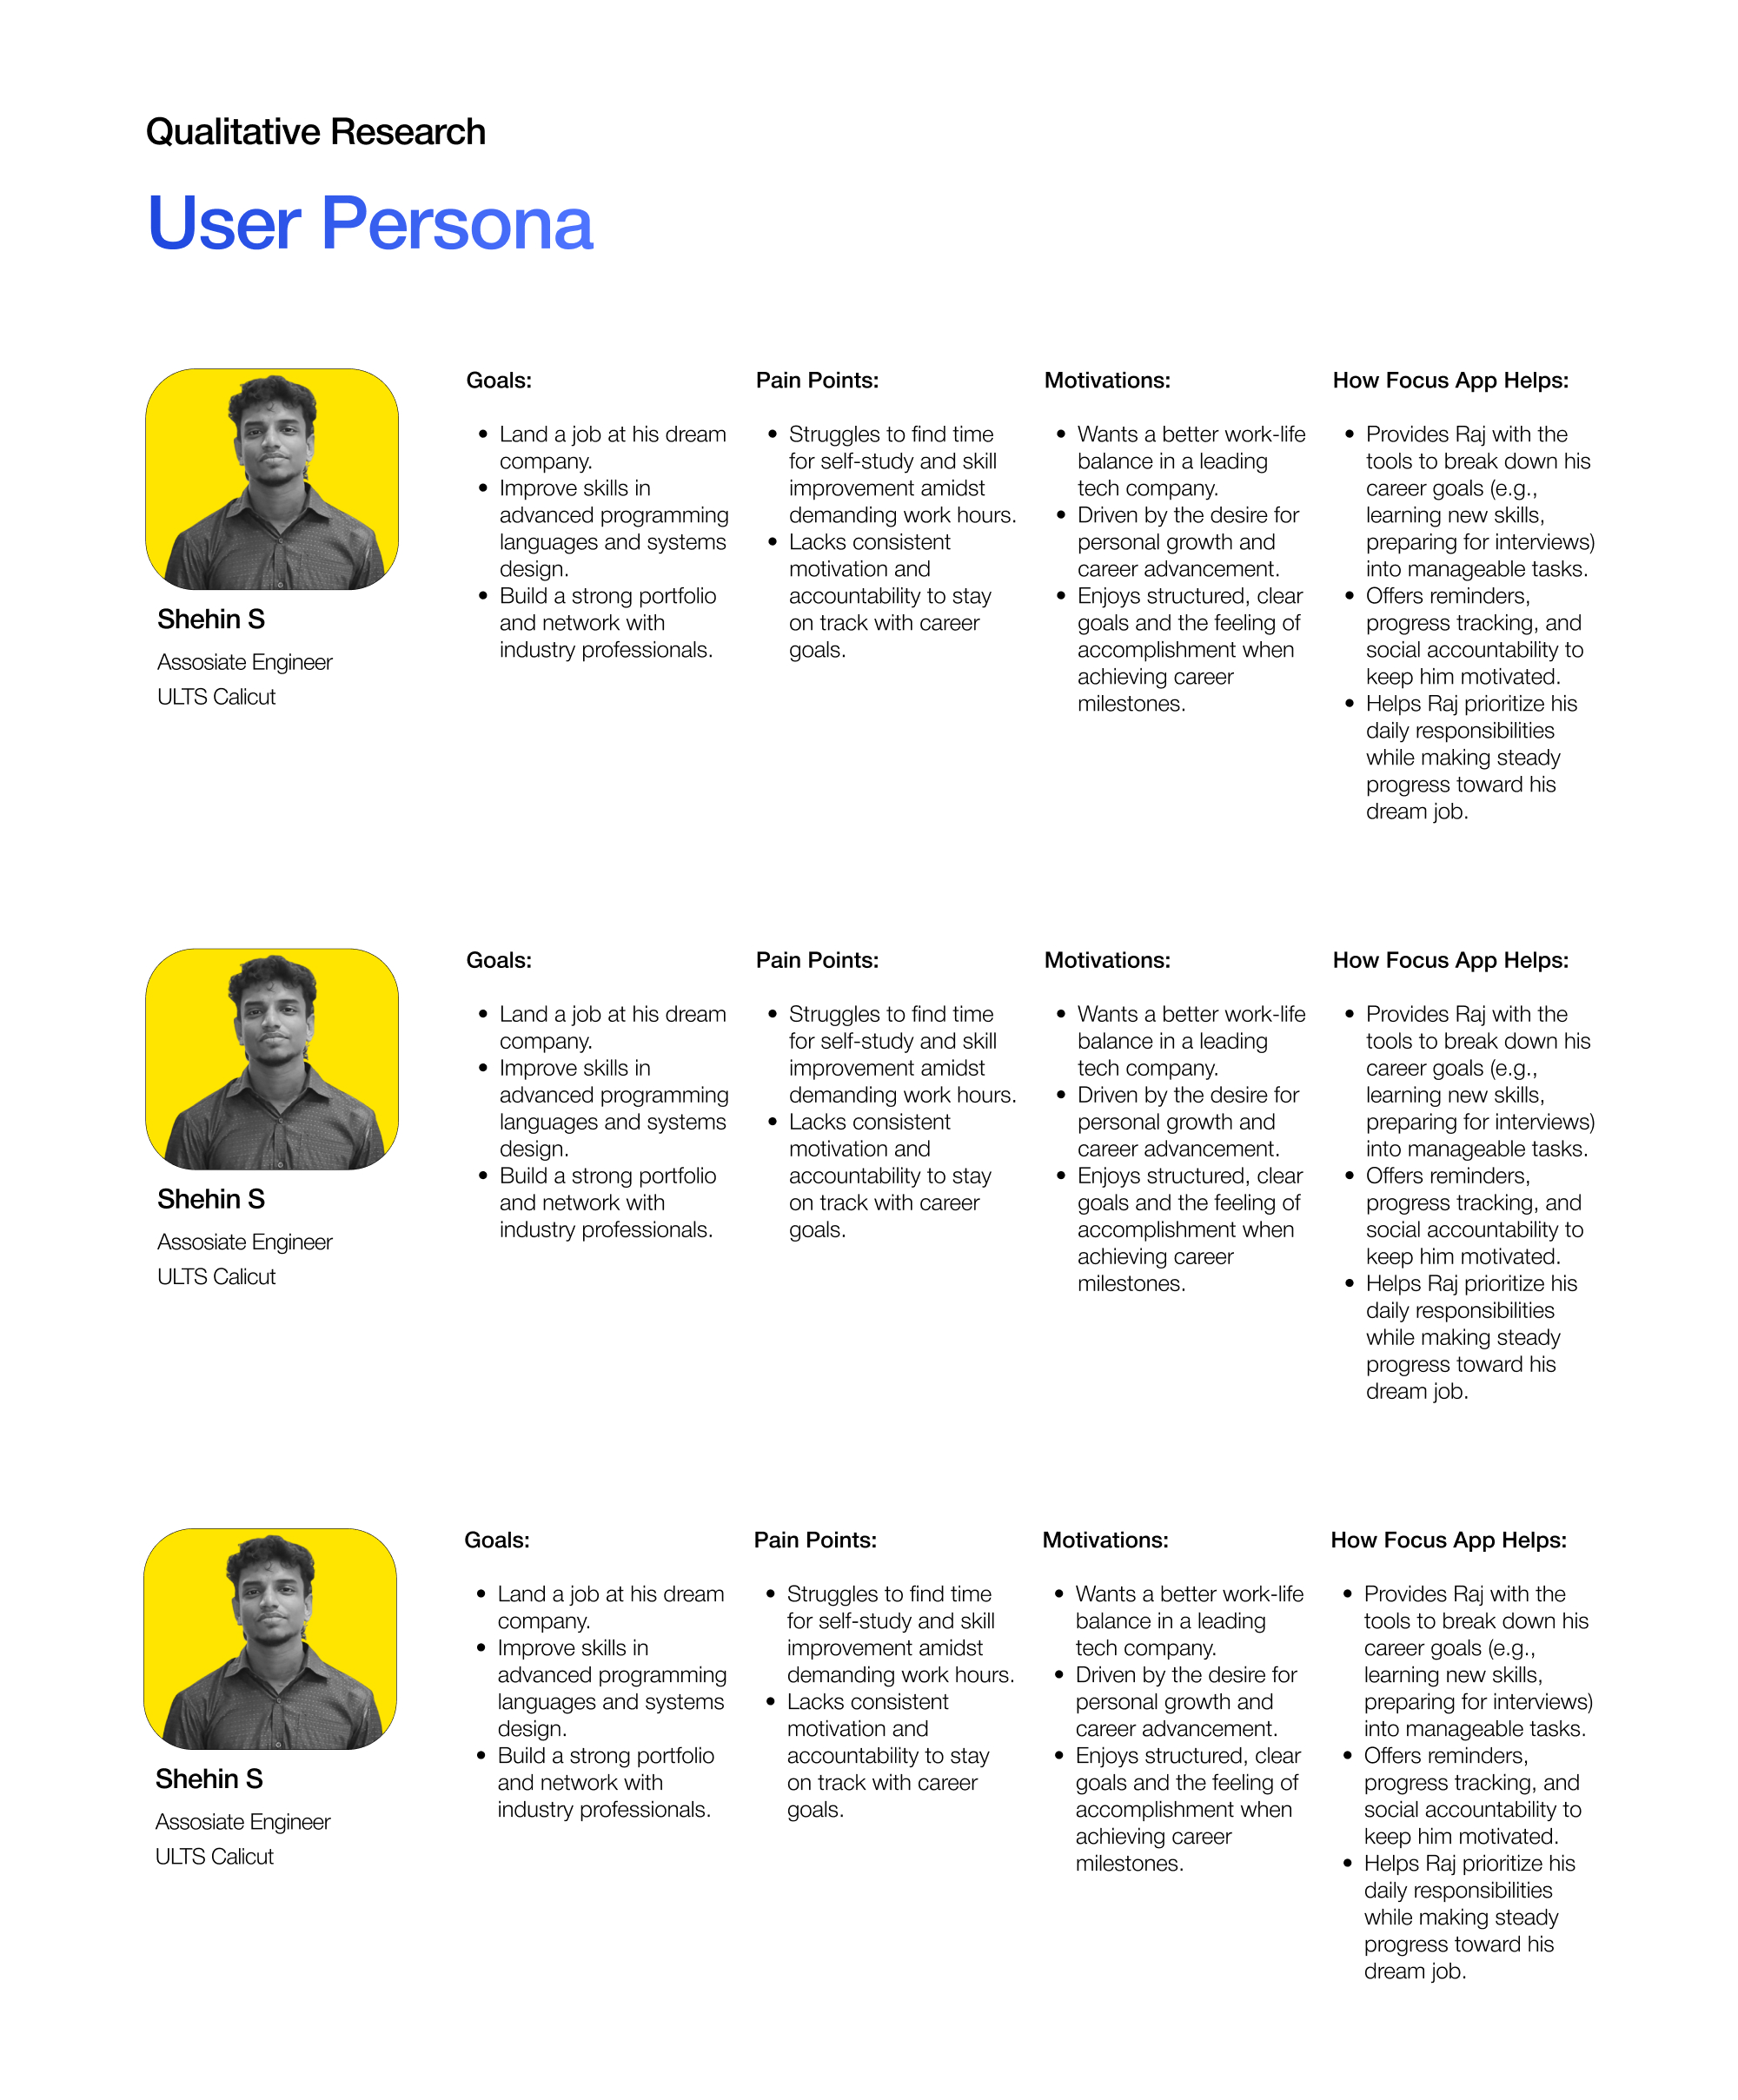 Qualitative Research
User Persona
Shehin S
Assosiate Engineer
ULTS Calicut
Goals:
• Land a job at his dream
company.
• Improve skills in
advanced programming
languages and systems
design.
• Build a strong portfolio
and network with
industry professionals.
Pain Points:
• Struggles to find time
for self-study and skill
improvement amidst
demanding work hours.
• Lacks consistent
motivation and
accountability to stay
on track with career
goals.
Motivations:
• Wants a better work-life
balance in a leading
tech company.
• Driven by the desire for
personal growth and
career advancement.
• Enjoys structured, clear
goals and the feeling of
accomplishment when
achieving career
milestones.
How Focus App Helps:
• Provides Raj with the
tools to break down his
career goals (e.g.,
learning new skills,
preparing for interviews)
into manageable tasks.
• Offers reminders,
progress tracking, and
social accountability to
keep him motivated.
• Helps Raj prioritize his
daily responsibilities
while making steady
progress toward his
dream job.
Shehin S
Assosiate Engineer
ULTS Calicut
Goals:
• Land a job at his dream
company.
• Improve skills in
advanced programming
languages and systems
design.
• Build a strong portfolio
and network with
industry professionals.
Pain Points:
• Struggles to find time
for self-study and skill
improvement amidst
demanding work hours.
• Lacks consistent
motivation and
accountability to stay
on track with career
goals.
Motivations:
• Wants a better work-life
balance in a leading
tech company.
• Driven by the desire for
personal growth and
career advancement.
• Enjoys structured, clear
goals and the feeling of
accomplishment when
achieving career
milestones.
How Focus App Helps:
• Provides Raj with the
tools to break down his
career goals (e.g.,
learning new skills,
preparing for interviews)
into manageable tasks.
• Offers reminders,
progress tracking, and
social accountability to
keep him motivated.
• Helps Raj prioritize his
daily responsibilities
while making steady
progress toward his
dream job.
Shehin S
Assosiate Engineer
ULTS Calicut
Goals:
• Land a job at his dream
company.
• Improve skills in
advanced programming
languages and systems
design.
• Build a strong portfolio
and network with
industry professionals.
Pain Points:
• Struggles to find time
for self-study and skill
improvement amidst
demanding work hours.
• Lacks consistent
motivation and
accountability to stay
on track with career
goals.
Motivations:
• Wants a better work-life
balance in a leading
tech company.
• Driven by the desire for
personal growth and
career advancement.
• Enjoys structured, clear
goals and the feeling of
accomplishment when
achieving career
milestones.
How Focus App Helps:
• Provides Raj with the
tools to break down his
career goals (e.g.,
learning new skills,
preparing for interviews)
into manageable tasks.
• Offers reminders,
progress tracking, and
social accountability to
keep him motivated.
• Helps Raj prioritize his
daily responsibilities
while making steady
progress toward his
dream job.